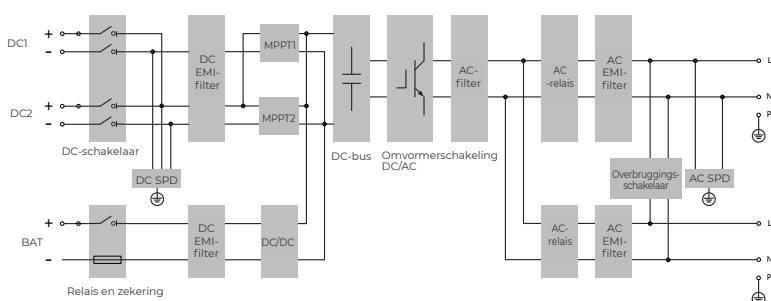 DC1
+
-
DC2
+
-
DC-schakelaar
DC SPD
DC
EMI-
filter
MPPT1
MPPT2
DC-bus
Omvormerschakeling
DC/AC
AC-
filter
AC
-relais
AC
EMI-
filter
L
N
P
Overbruggings-
schakelaar
AC SPD
BAT
+
-
Relais en zekering
DC
EMI-
filter
DC/DC
AC-
relais
AC
EMI-
filter
L
N
P